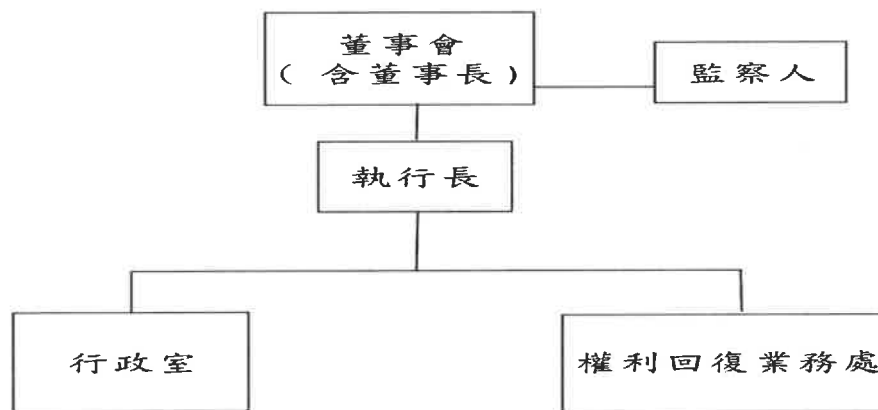 董事會
(含董事長)
監察人
執行長
行政室
權利回復業務處